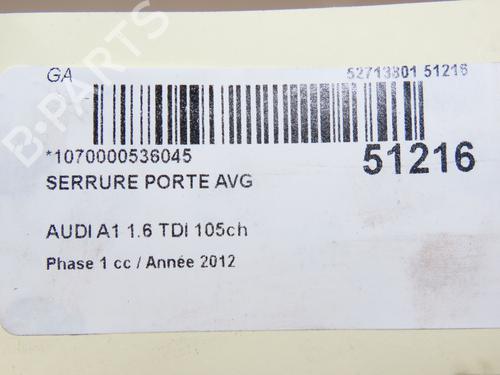 GA
52713801 51216
*1070000536045
51216
SERRURE PORTE AVG
AUDI A1 1.6 TDI 105ch
Phase 1 cc / Année 2012
B-PARTS